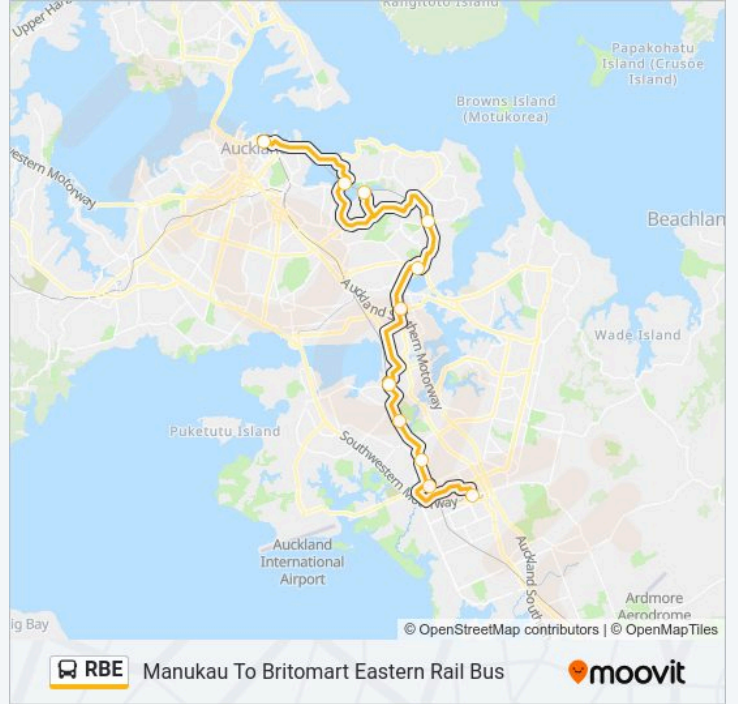 Rangitoto Island
Upper Har
Papakohatu
Island (Crusoe
Island)
Browns Island
(Motukorea)
Auckland
western Motorway
Beachlan
Auckland Southern Motorway
Wade Island
Puketutu Island
Southwestern Motorway
Auckland
International
Airport
Auckland South
Ardmore
Aerodrome
ig Bay
© OpenStreetMap contributors | © OpenMapTiles
RBE Manukau To Britomart Eastern Rail Bus moovit